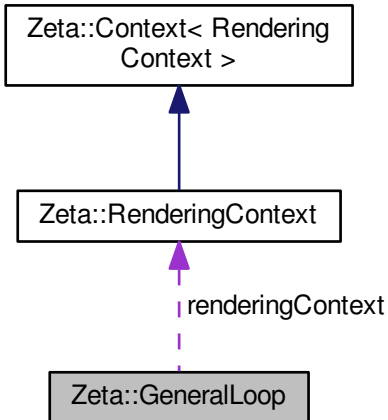 Zeta::Context< Rendering
Context >
Zeta::RenderingContext
renderingContext
Zeta::GeneralLoop